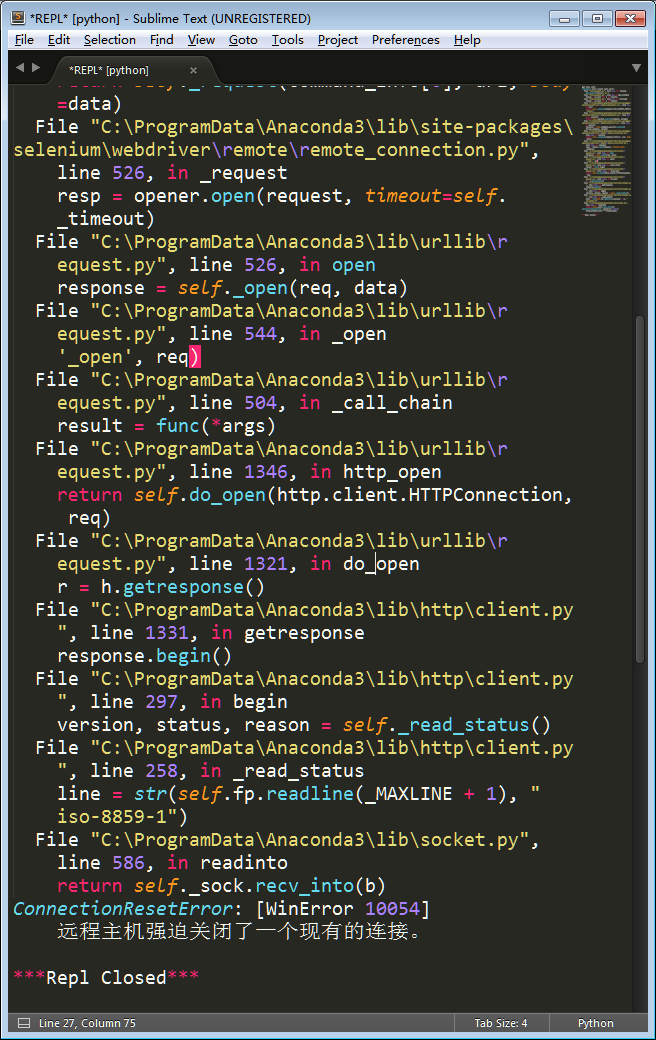 *REPL* [python] - Sublime Text (UNREGISTERED)
File Edit Selection Find View Goto Tools Project Preferences Help
*REPL* [python] ×
=data)
File "C:\ProgramData\Anaconda3\lib\site-packages\
selenium\webdriver\remote\remote_connection.py",
line 526, in _request
resp = opener.open(request, timeout=self.
_timeout)
File "C:\ProgramData\Anaconda3\lib\urllib\r
equest.py", line 526, in open
response = self._open(req, data)
File "C:\ProgramData\Anaconda3\lib\urllib\r
equest.py", line 544, in _open
'_open', req)
File "C:\ProgramData\Anaconda3\lib\urllib\r
equest.py", line 504, in _call_chain
result = func(*args)
File "C:\ProgramData\Anaconda3\lib\urllib\r
equest.py", line 1346, in http_open
return self.do_open(http.client.HTTPConnection,
req)
File "C:\ProgramData\Anaconda3\lib\urllib\r
equest.py", line 1321, in do_open
r = h.getresponse()
File "C:\ProgramData\Anaconda3\lib\http\client.py
", line 1331, in getresponse
response.begin()
File "C:\ProgramData\Anaconda3\lib\http\client.py
", line 297, in begin
version, status, reason = self._read_status()
File "C:\ProgramData\Anaconda3\lib\http\client.py
", line 258, in _read_status
line = str(self.fp.readline(_MAXLINE + 1), "
iso-8859-1")
File "C:\ProgramData\Anaconda3\lib\socket.py",
line 586, in readinto
return self._sock.recv_into(b)
ConnectionResetError: [WinError 10054]
远程主机强迫关闭了一个现有的连接。
***Repl Closed***
Line 27, Column 75 Tab Size: 4 Python